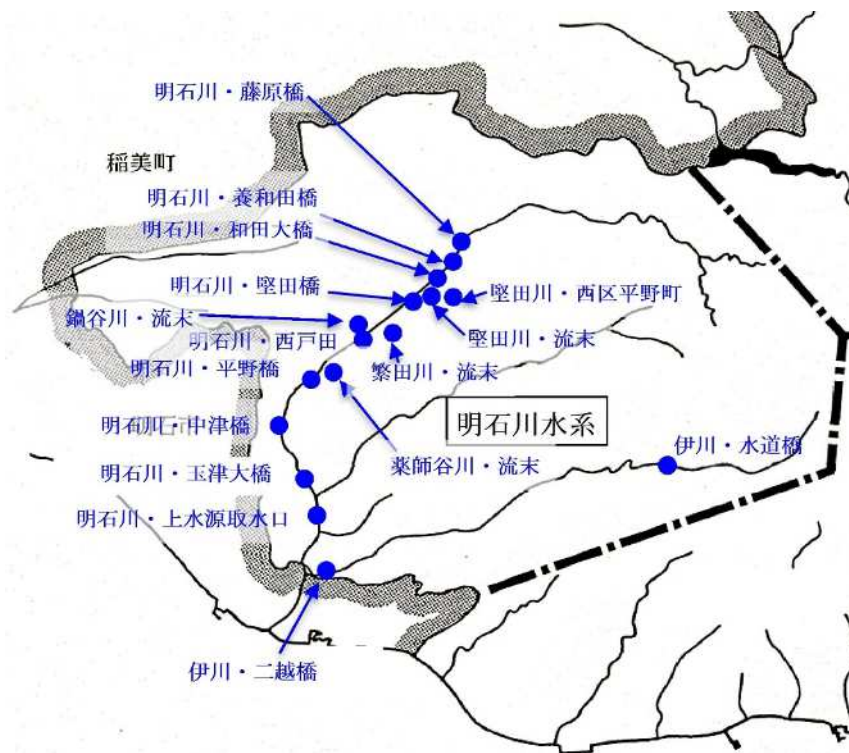 明石川・藤原橋
稲美町
明石川・養和田橋
明石川・和田大橋
明石川・堅田橋
堅田川・西区平野町
鍋谷川・流末
堅田川・流末
明石川・西戸田
明石川・平野橋
繁田川・流末
明石市
明石川・中津橋
明石川水系
伊川・水道橋
明石川・玉津大橋
薬師谷川・流末
明石川・上水源取水口
伊川・二越橋